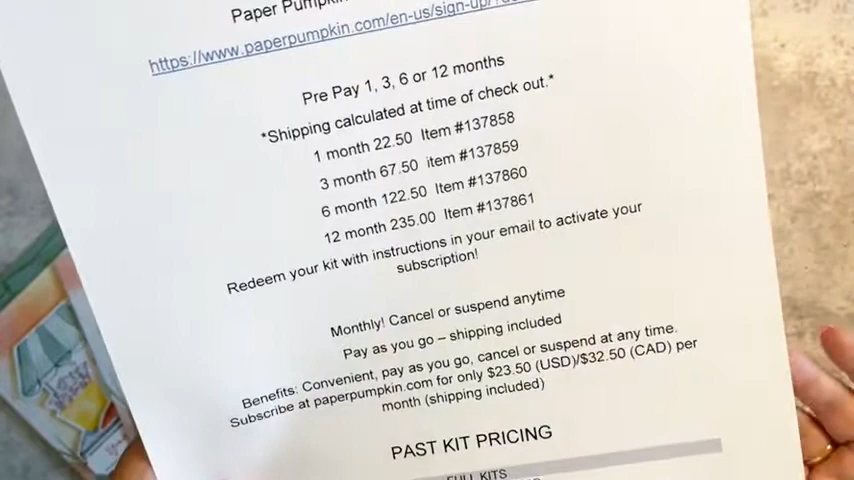 Paper Pumpkin
https://www.paperpumpkin.com/en-us/sign-up/
Pre Pay 1, 3, 6 or 12 months
*Shipping calculated at time of check out.*
1 month 22.50 Item #137858
3 month 67.50 item #137859
6 month 122.50 Item #137860
12 month 235.00 Item #137861
Redeem your kit with instructions in your email to activate your
subscription!
Monthly! Cancel or suspend anytime
Pay as you go – shipping included
Benefits: Convenient, pay as you go, cancel or suspend at any time.
Subscribe at paperpumpkin.com for only $23.50 (USD)/$32.50 (CAD) per
month (shipping included)
PAST KIT PRICING
FULL KITS